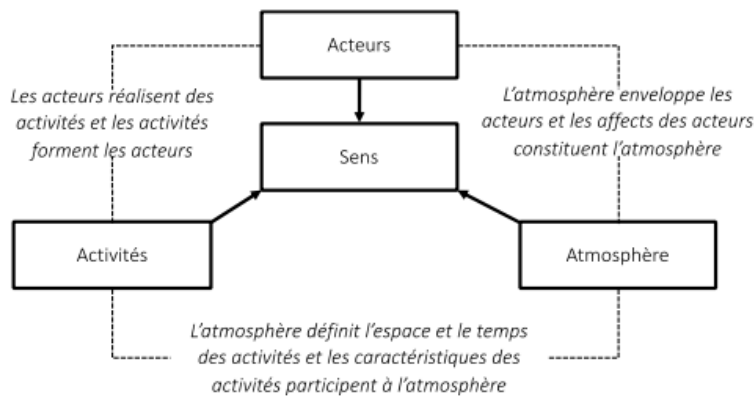 Acteurs
Les acteurs réalisent des
activités et les activités
forment les acteurs
L'atmosphère enveloppe les
acteurs et les affects des acteurs
constituent l'atmosphère
Sens
Activités
Atmosphère
L'atmosphère définit l'espace et le temps
des activités et les caractéristiques des
activités participent à l'atmosphère